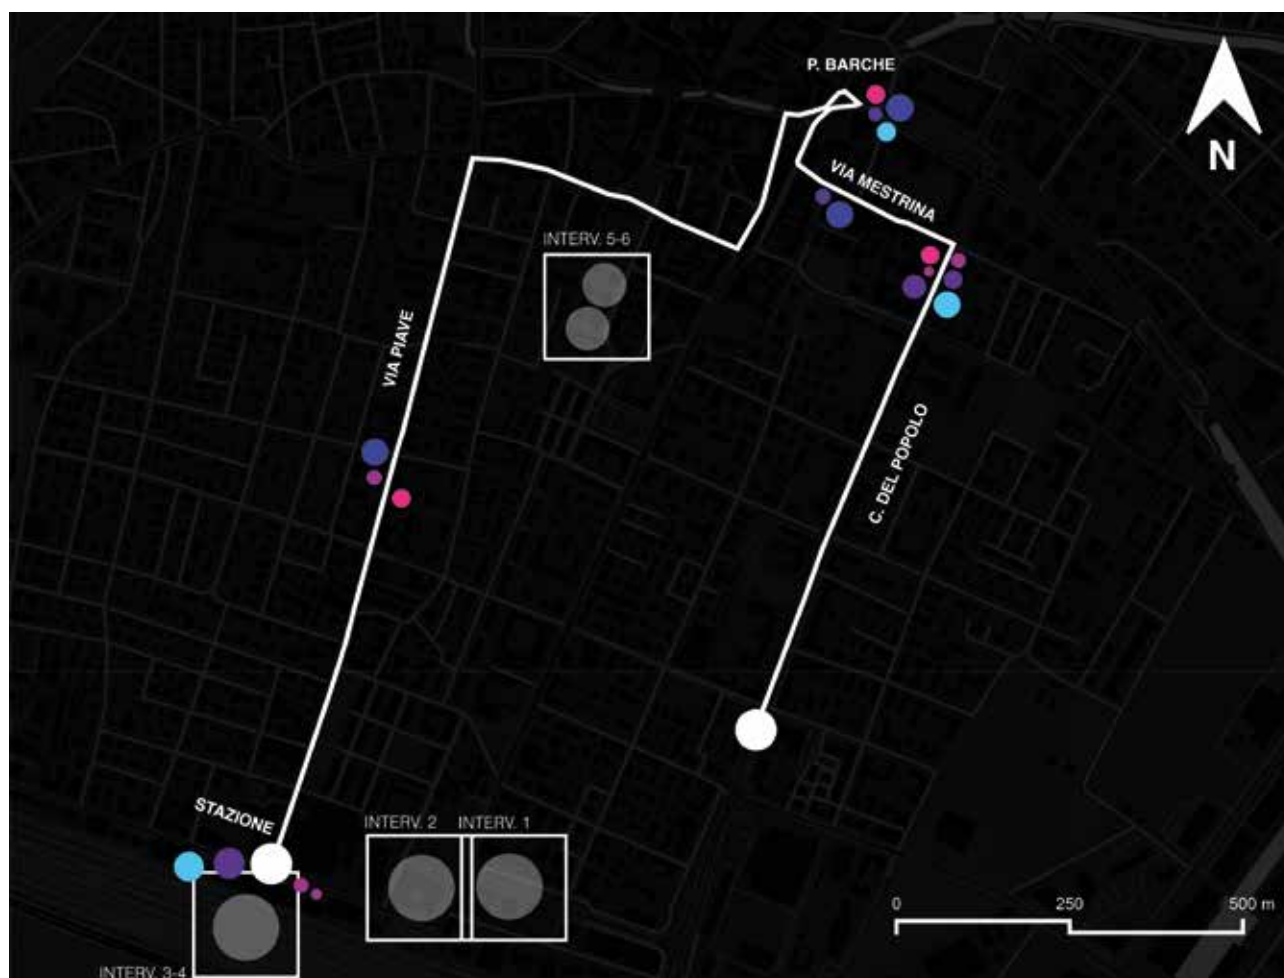 P. BARCHE
N
VIA MESTRINA
INTERV. 5-6
VIA PIAVE
C. DEL POPOLO
STAZIONE
INTERV. 2
INTERV. 1
0
250
500 m
INTERV. 3-4